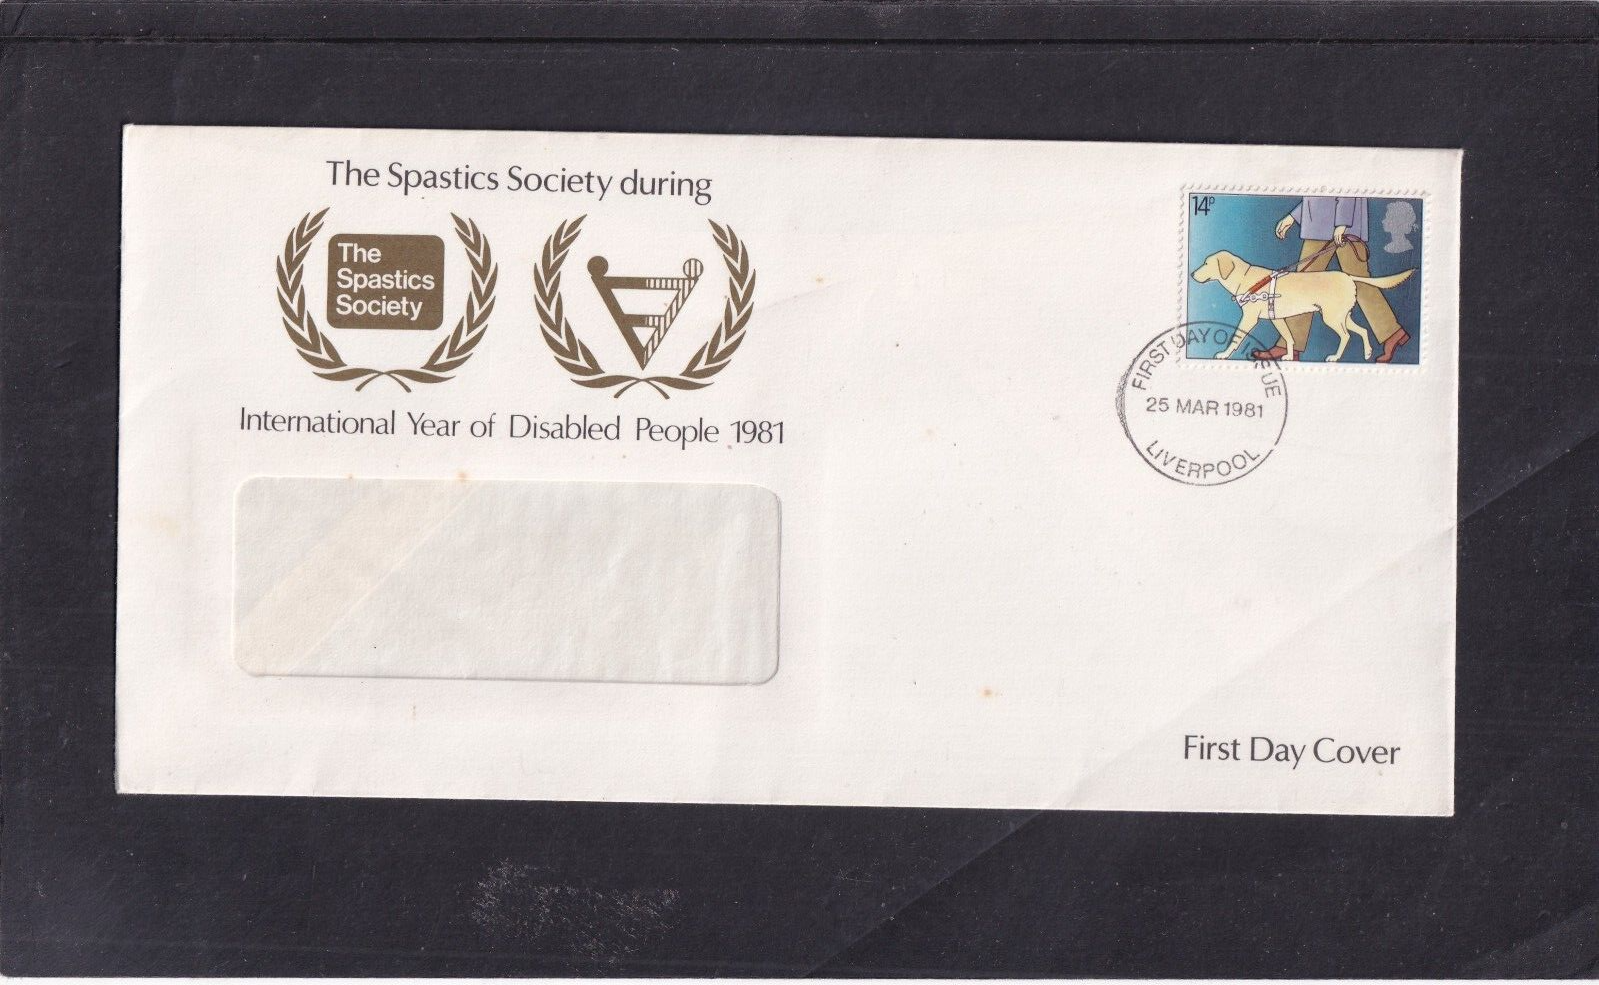 The Spastics Society during
The
Spastics
Society
International Year of Disabled People 1981
14P
FIRST DAY OF ISSUE
25 MAR 1981
LIVERPOOL
First Day Cover